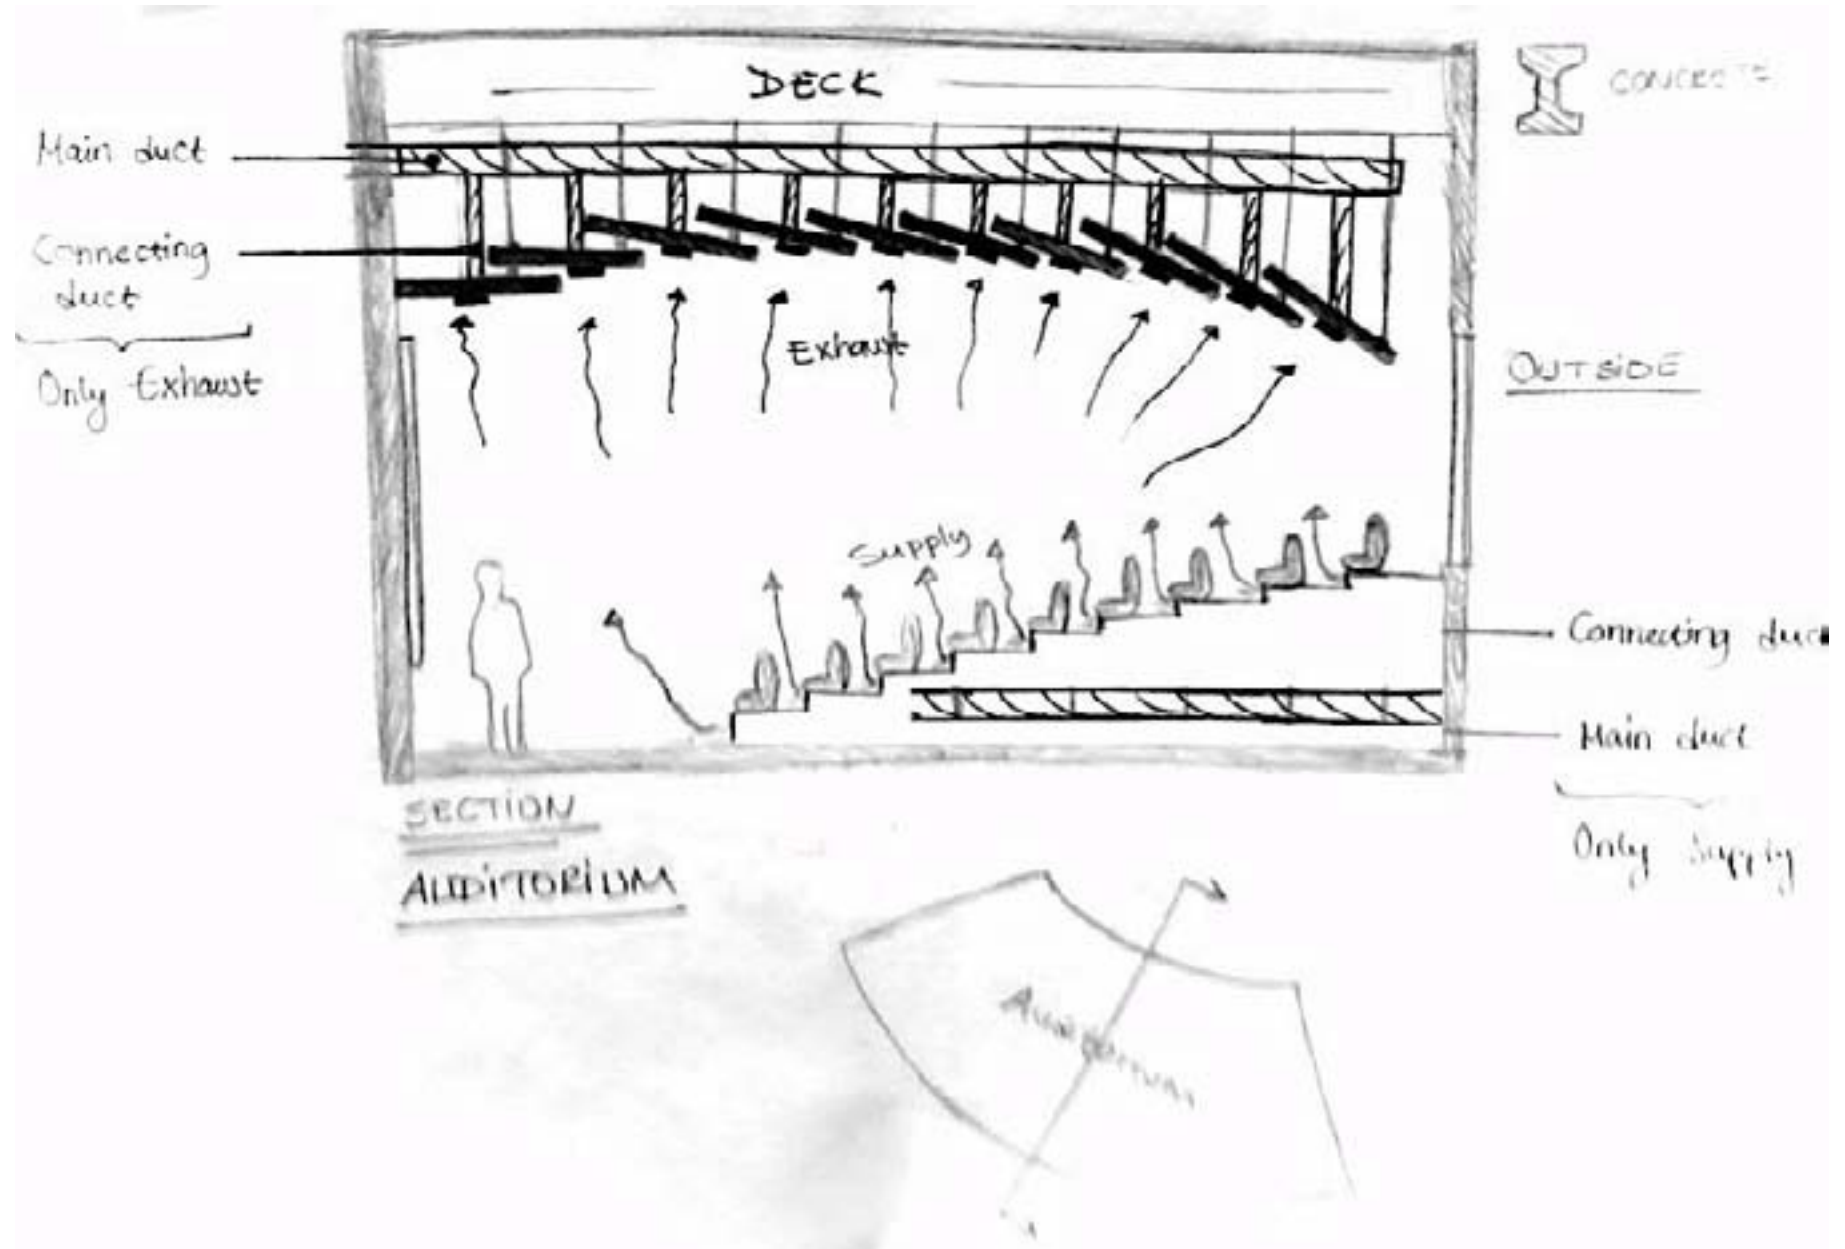 DECK
CONCRETE
Main duct
Connecting
duct
Only Exhaust
Exhaust
OUTSIDE
Supply
Connecting duct
Main duct
Only Supply
SECTION
AUDITORIUM
Auditorium